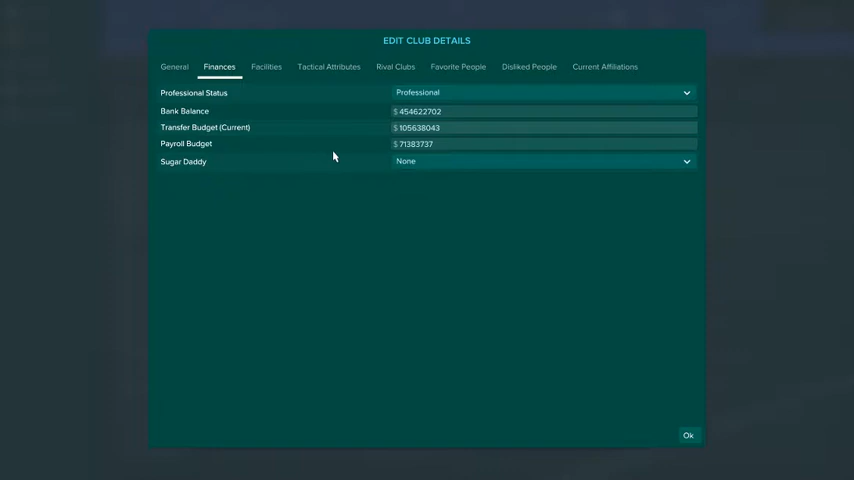 EDIT CLUB DETAILS
General Finances Facilities Tactical Attributes Rival Clubs Favorite People Disliked People Current Affiliations
Professional Status Professional
Bank Balance $ 454622702
Transfer Budget (Current) $ 105638043
Payroll Budget $ 71383737
Sugar Daddy None
Ok